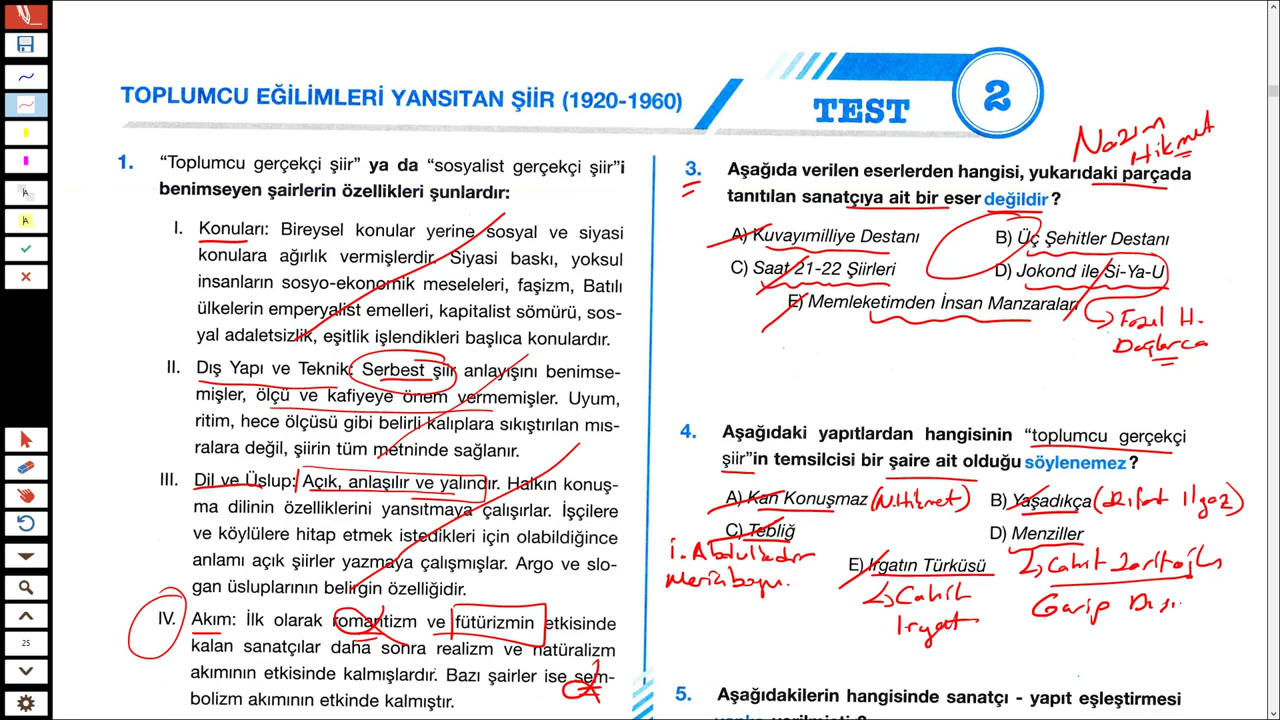 TOPLUMCU EĞİLİMLERİ YANSITAN ŞİİR (1920-1960)
TEST 2
1. “Toplumcu gerçekçi şiir” ya da “sosyalist gerçekçi şiir”i
benimseyen şairlerin özellikleri şunlardır:
I. Konuları: Bireysel konular yerine sosyal ve siyasi
konulara ağırlık vermişlerdir. Siyasi baskı, yoksul
insanların sosyo-ekonomik meseleleri, faşizm, Batılı
ülkelerin emperyalist emelleri, kapitalist sömürü, sos-
yal adaletsizlik, eşitlik işlendikleri başlıca konulardır.
II. Dış Yapı ve Teknik: Serbest şiir anlayışını benimse-
mişler, ölçü ve kafiyeye önem vermemişler. Uyum,
ritim, hece ölçüsü gibi belirli kalıplara sıkıştırılan mıs-
ralara değil, şiirin tüm metninde sağlanır.
III. Dil ve Üslup: Açık, anlaşılır ve yalındır. Halkın konuş-
ma dilinin özelliklerini yansıtmaya çalışırlar. İşçilere
ve köylülere hitap etmek istedikleri için olabildiğince
anlamı açık şiirler yazmaya çalışmışlar. Argo ve slo-
gan üsluplarının belirgin özelliğidir.
IV. Akım: İlk olarak romantizm ve fütürizmin etkisinde
kalan sanatçılar daha sonra realizm ve natüralizm
akımının etkisinde kalmışlardır. Bazı şairler ise sem-
bolizm akımının etkinde kalmıştır.
Nazım
Hikmet
3. Aşağıda verilen eserlerden hangisi, yukarıdaki parçada
tanıtılan sanatçıya ait bir eser değildir?
A) Kuvayımilliye Destanı B) Üç Şehitler Destanı
C) Saat 21-22 Şiirleri D) Jokond ile Si-Ya-U
E) Memleketimden İnsan Manzaraları
Fazıl H.
Dağlarca
4. Aşağıdaki yapıtlardan hangisinin “toplumcu gerçekçi
şiir”in temsilcisi bir şaire ait olduğu söylenemez?
A) Kan Konuşmaz (N.Hikmet) B) Yaşadıkça (Rıfat Ilgaz)
C) Tebliğ D) Menziller
İ. Abdulkadir
Meriçboyu.
E) Irgatın Türküsü
Cahit
Irgat
Cahit Zarifoğlu
Garip Dışı
5. Aşağıdakilerin hangisinde sanatçı - yapıt eşleştirmesi
yanlış verilmiştir?
25